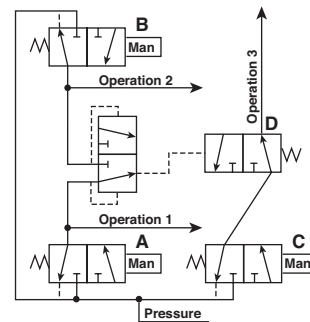 B
Man
Operation 2
Operation 3
D
Operation 1
A
Man
C
Man
Pressure